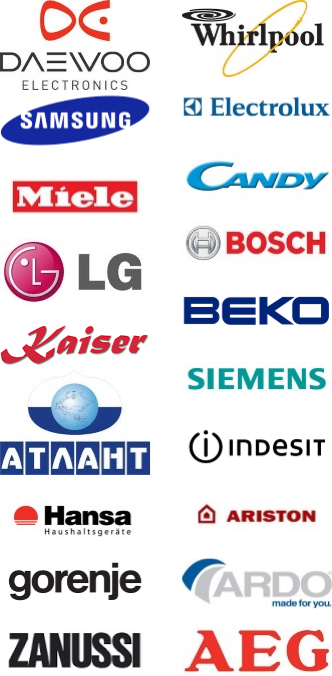 DAEWOO
ELECTRONICS
SAMSUNG
Miele
LG
LG
Kaiser
АТЛАНТ
Hansa
Haushaltsgeräte
gorenje
ZANUSSI
Whirlpool
Electrolux
CANDY
BOSCH
BEKO
SIEMENS
indesit
ARISTON
ARDO
made for you.
AEG